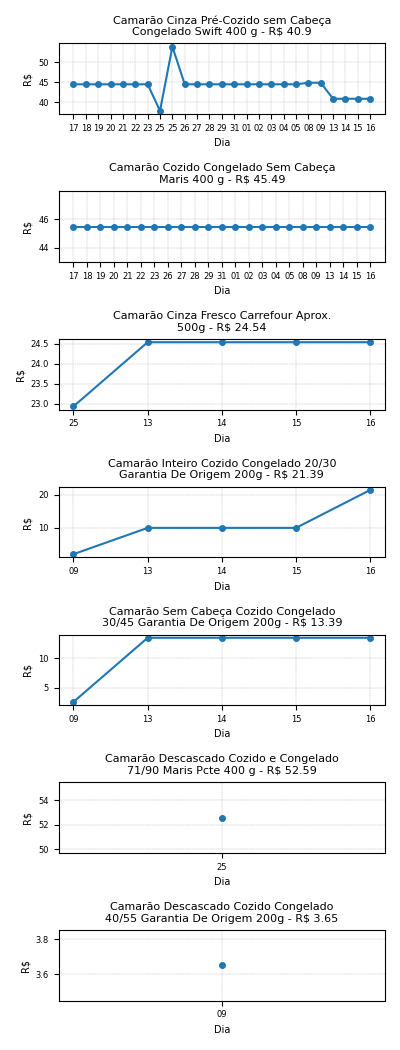 Camarão Cinza Pré-Cozido sem Cabeça
Congelado Swift 400 g - R$ 40.9
50
45
40
R$
17 18 19 20 21 22 23 25 25 26 27 28 29 31 01 02 03 04 05 08 09 13 14 15 16
Dia
Camarão Cozido Congelado Sem Cabeça
Maris 400 g - R$ 45.49
46
44
R$
17 18 19 20 21 22 23 26 27 28 29 31 01 02 03 04 05 08 09 13 14 15 16
Dia
Camarão Cinza Fresco Carrefour Aprox.
500g - R$ 24.54
24.5
24.0
23.5
23.0
R$
25 13 14 15 16
Dia
Camarão Inteiro Cozido Congelado 20/30
Garantia De Origem 200g - R$ 21.39
20
10
R$
09 13 14 15 16
Dia
Camarão Sem Cabeça Cozido Congelado
30/45 Garantia De Origem 200g - R$ 13.39
10
5
R$
09 13 14 15 16
Dia
Camarão Descascado Cozido e Congelado
71/90 Maris Pcte 400 g - R$ 52.59
54
52
50
R$
25
Dia
Camarão Descascado Cozido Congelado
40/55 Garantia De Origem 200g - R$ 3.65
3.8
3.6
R$
09
Dia